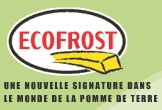 ECOFROST
UNE NOUVELLE SIGNATURE DANS
LE MONDE DE LA POMME DE TERRE